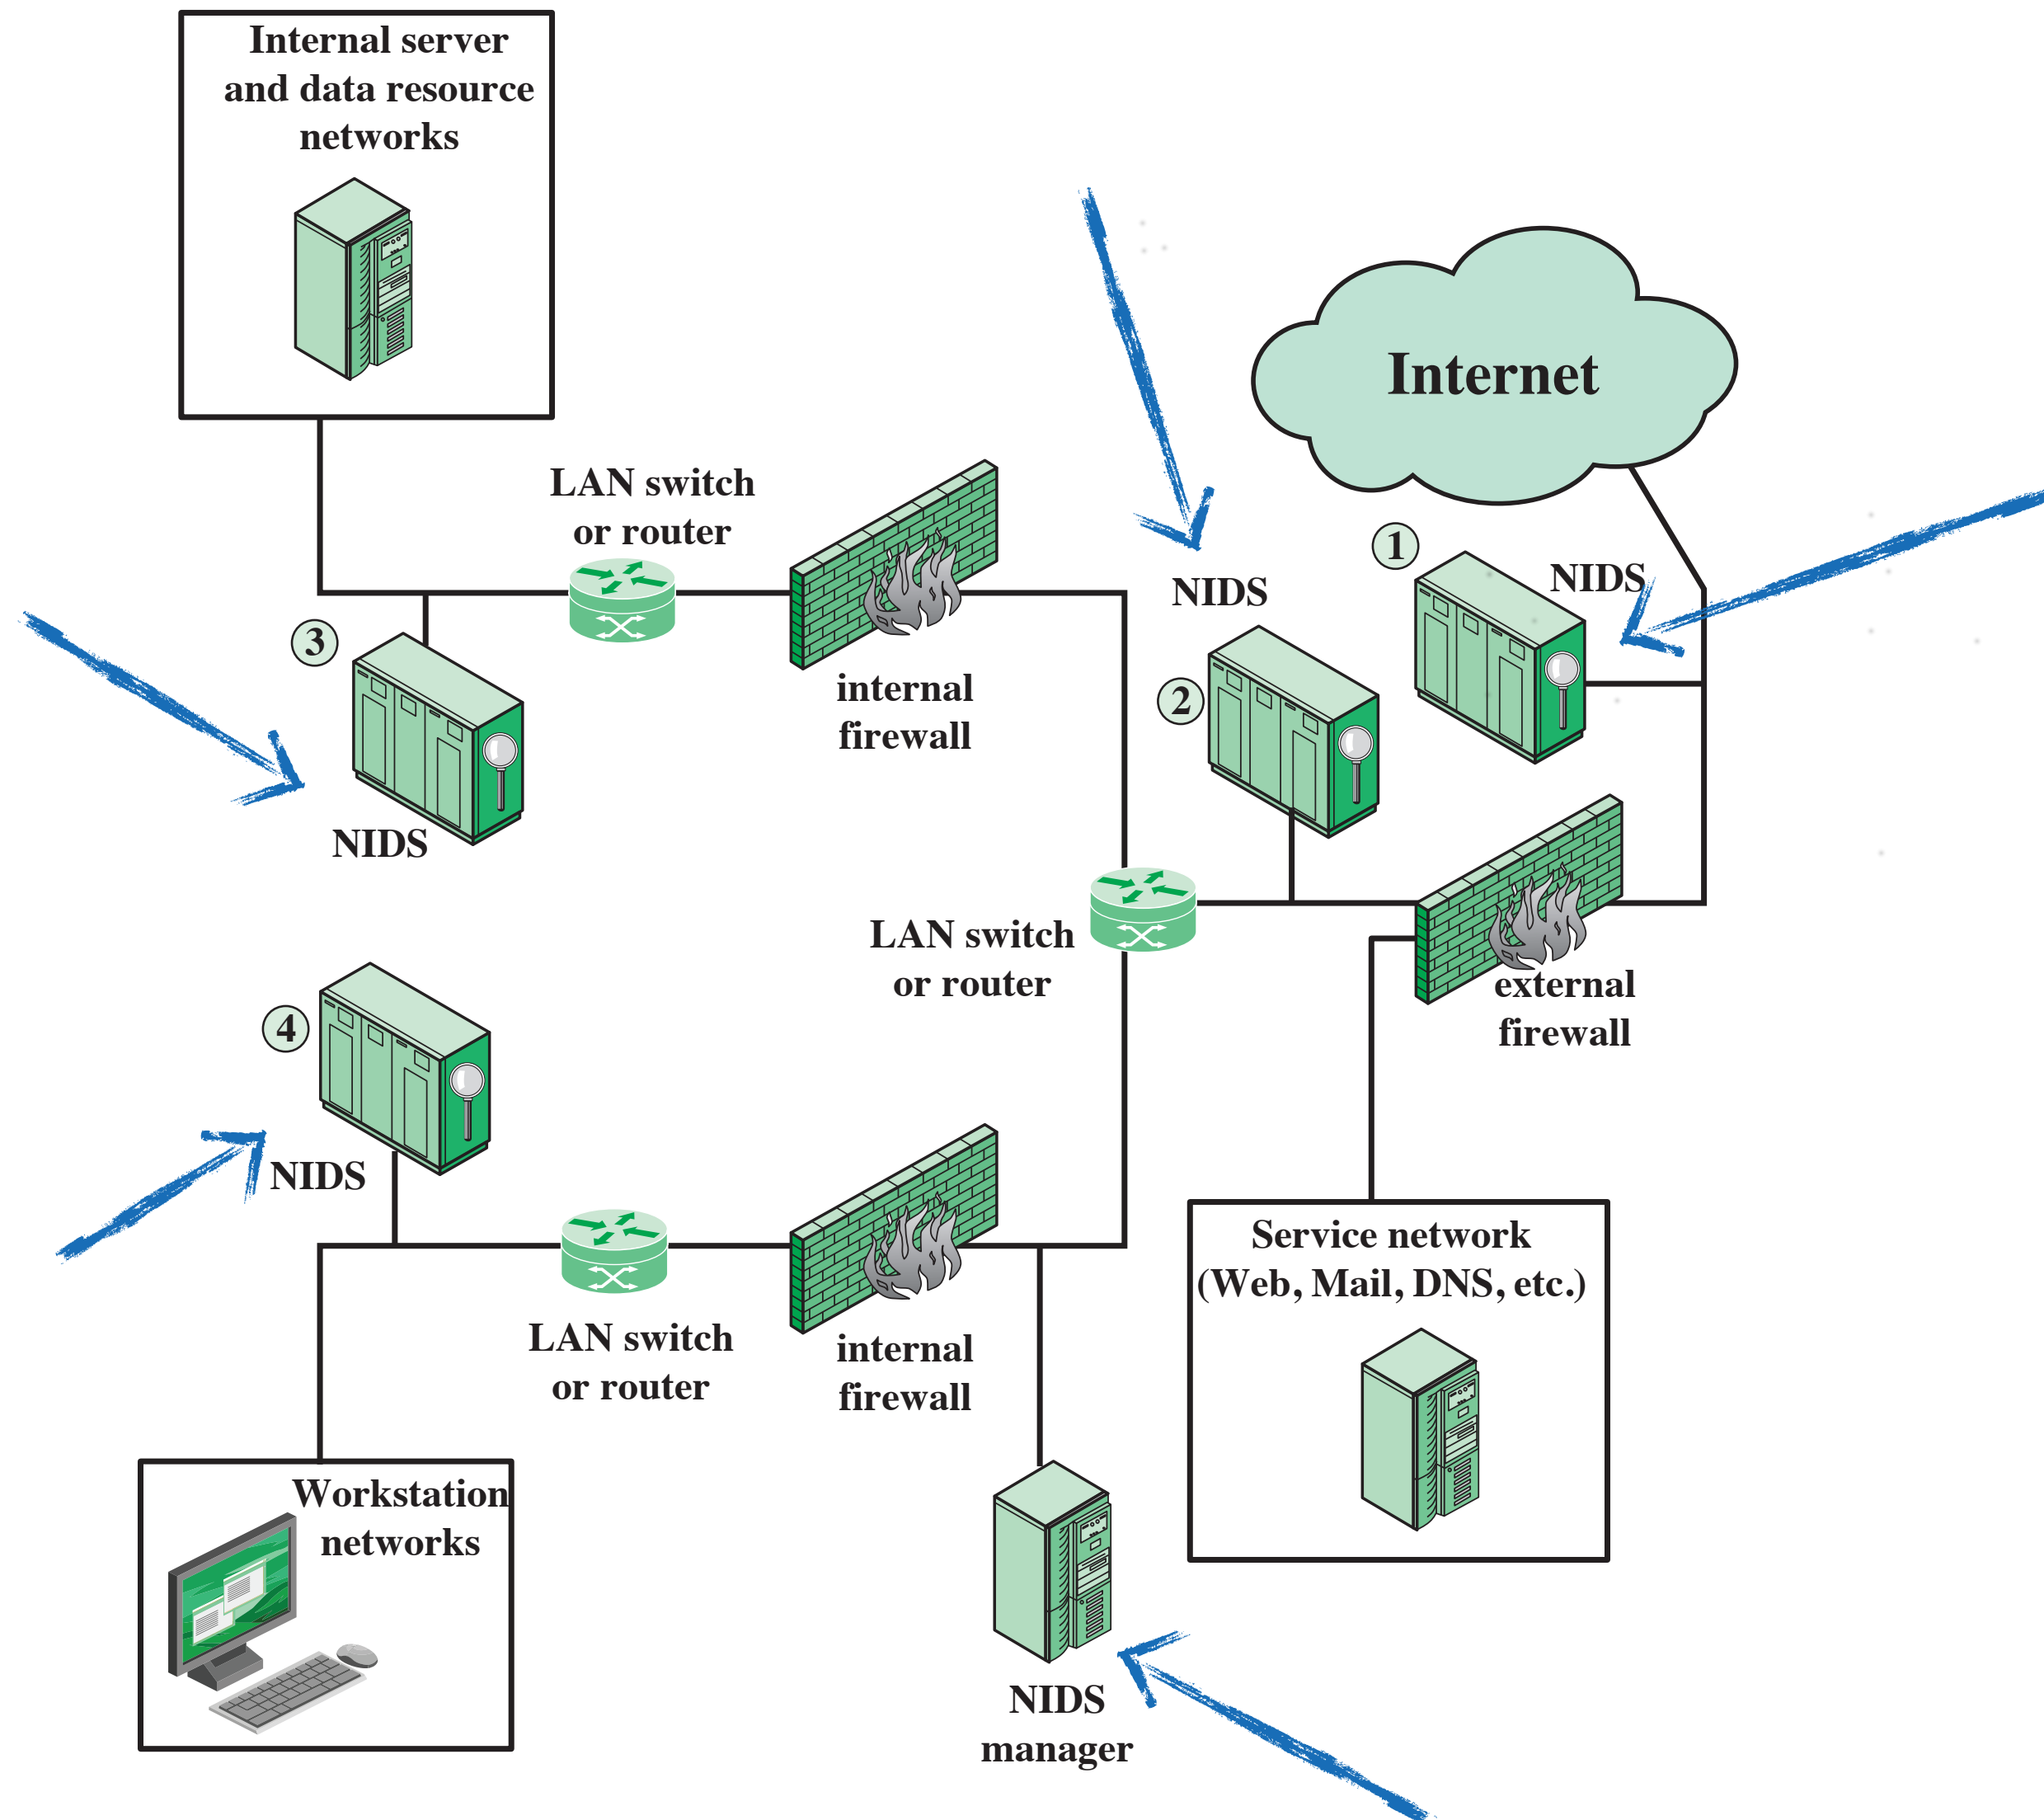 Internal server
and data resource
networks
LAN switch
or router
internal
firewall
Internet
1
NIDS
NIDS
2
3
NIDS
LAN switch
or router
external
firewall
4
NIDS
LAN switch
or router
internal
firewall
Service network
(Web, Mail, DNS, etc.)
Workstation
networks
NIDS
manager